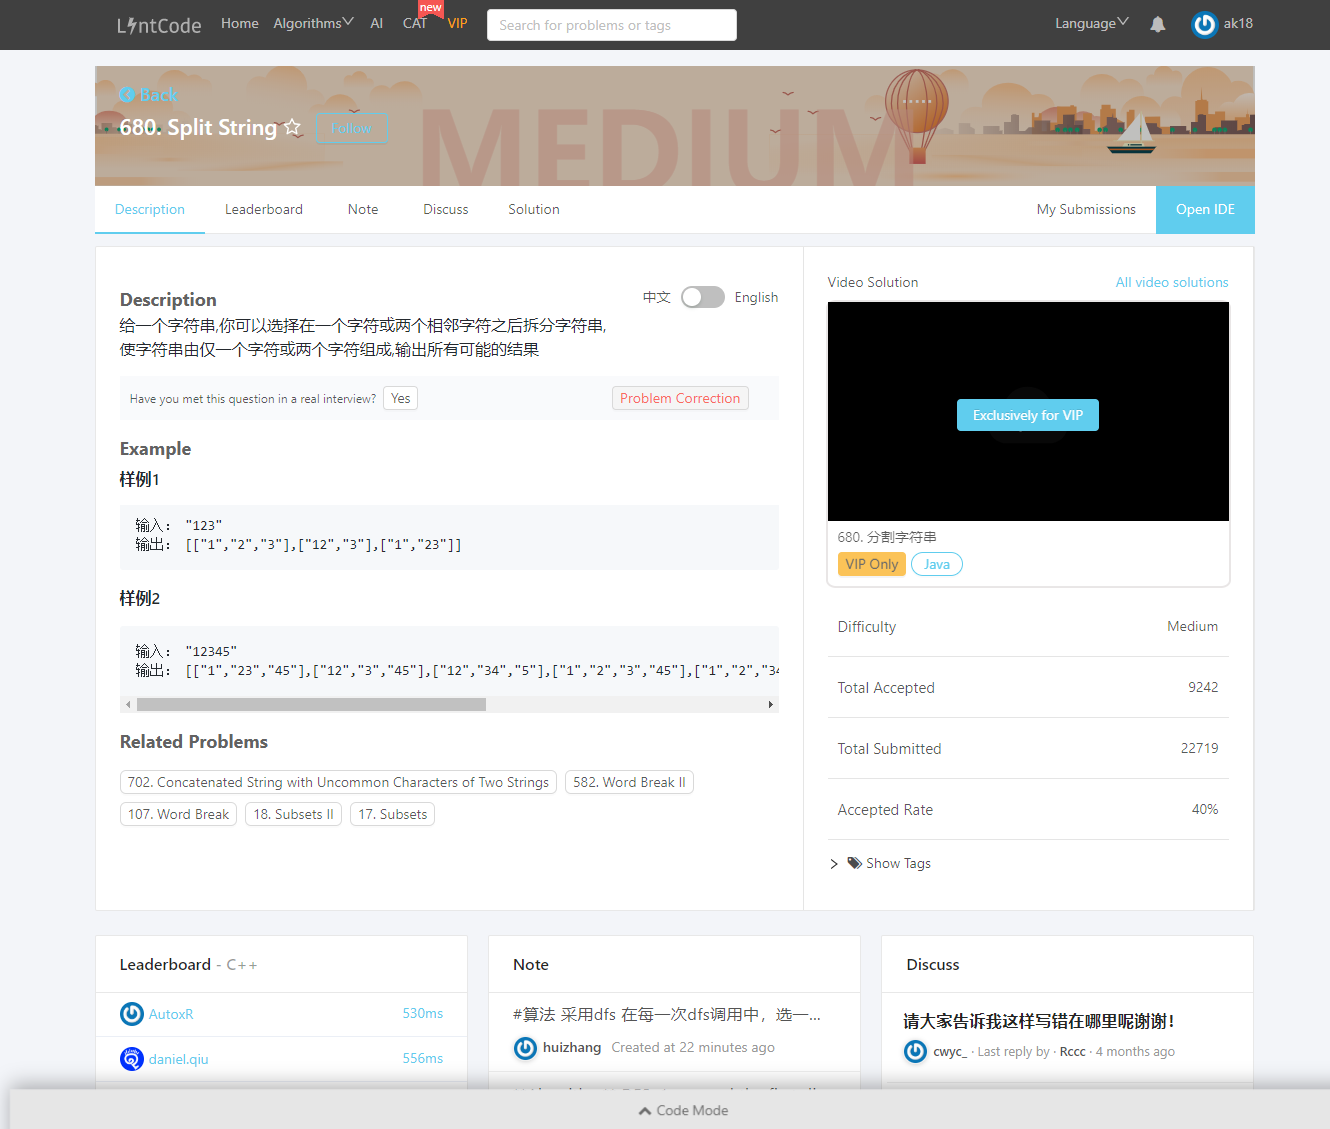 LintCode Home Algorithms AI CAT new VIP Search for problems or tags Language ak18
Back
680. Split String Follow
MEDIUM
Description Leaderboard Note Discuss Solution My Submissions Open IDE
Description 中文 English
给一个字符串,你可以选择在一个字符或两个相邻字符之后拆分字符串,
使字符串由仅一个字符或两个字符组成,输出所有可能的结果
Have you met this question in a real interview? Yes Problem Correction
Example
样例1
输入: "123"
输出: [["1","2","3"],["12","3"],["1","23"]]
样例2
输入: "12345"
输出: [["1","23","45"],["12","3","45"],["12","34","5"],["1","2","3","45"],["1","2","34
Related Problems
702. Concatenated String with Uncommon Characters of Two Strings 582. Word Break II
107. Word Break 18. Subsets II 17. Subsets
Video Solution All video solutions
Exclusively for VIP
680. 分割字符串
VIP Only Java
Difficulty Medium
Total Accepted 9242
Total Submitted 22719
Accepted Rate 40%
Show Tags
Leaderboard - C++
AutoxR 530ms
daniel.qiu 556ms
Note
#算法 采用dfs 在每一次dfs调用中，选一...
huizhang Created at 22 minutes ago
Discuss
请大家告诉我这样写错在哪里呢谢谢！
cwyc_ · Last reply by · Rccc · 4 months ago
Code Mode